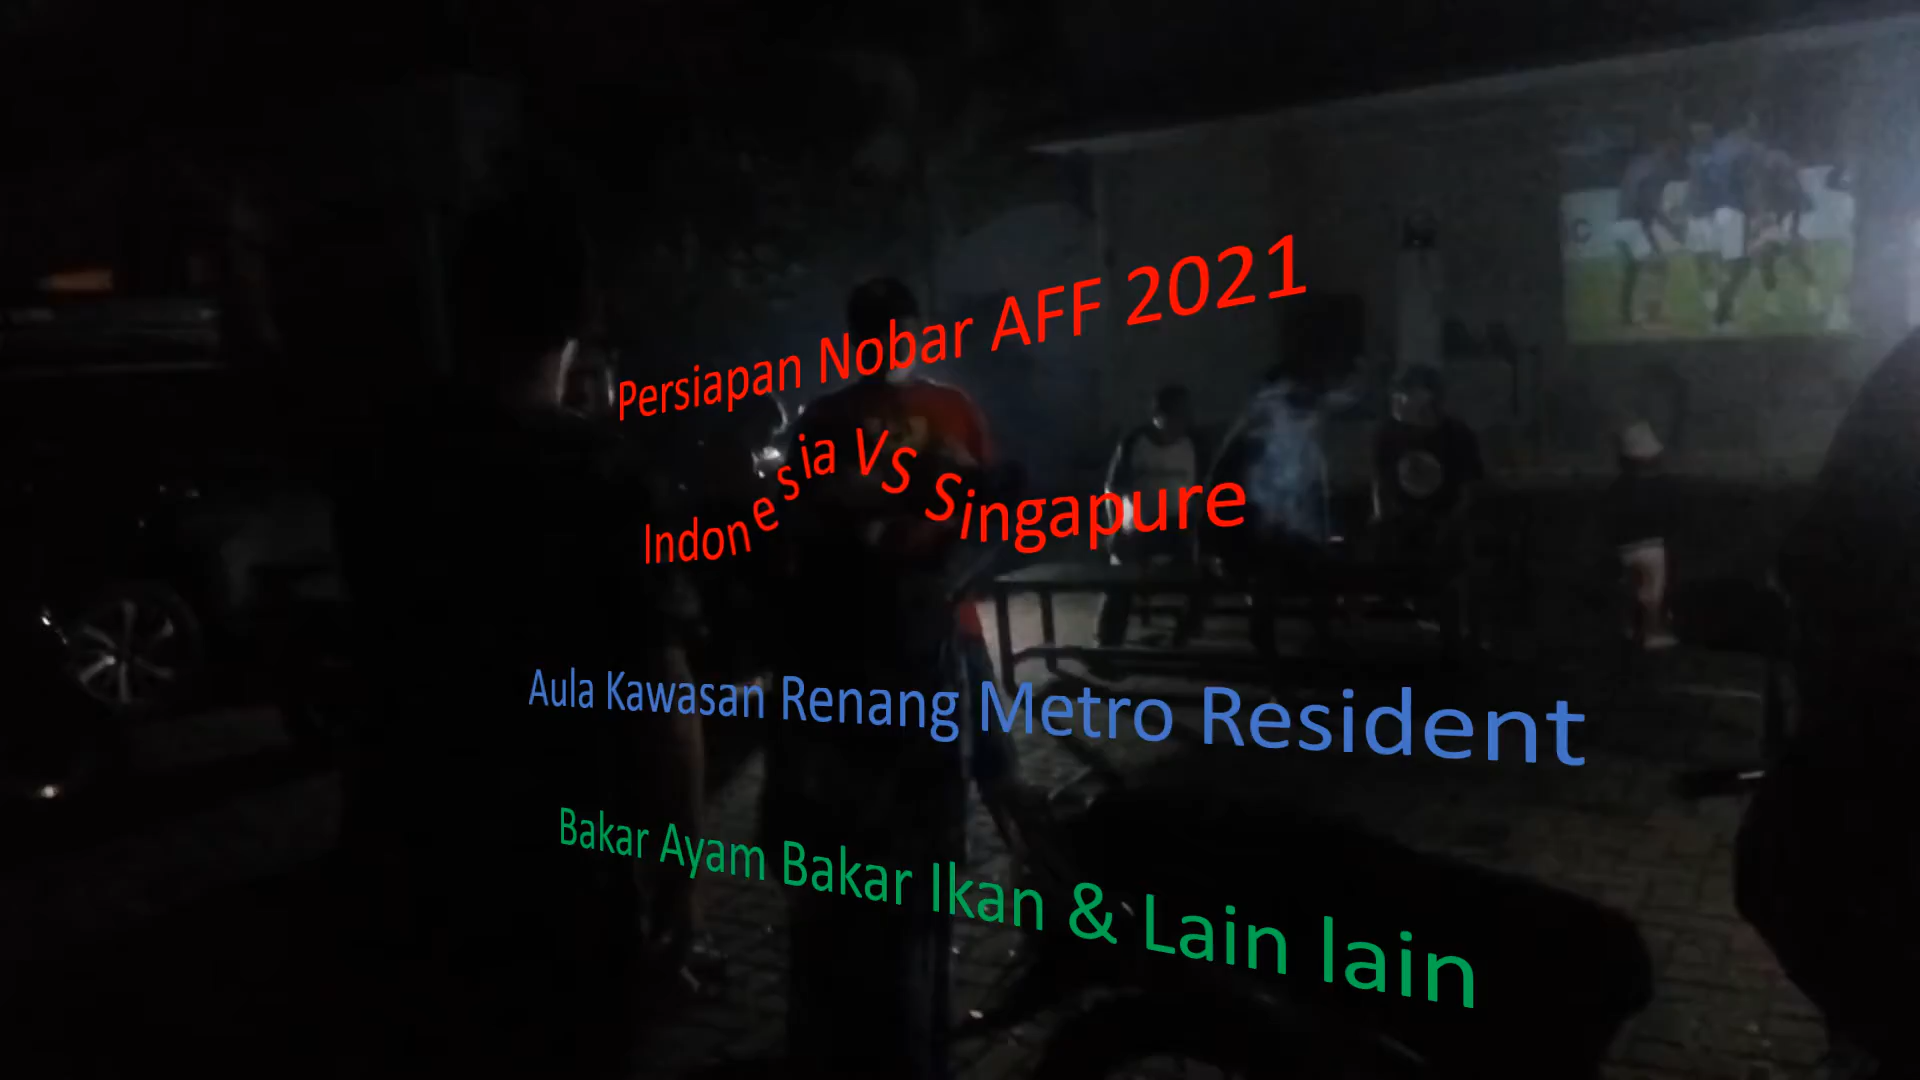 Persiapan Nobar AFF 2021
Indonesia VS Singapure
Aula Kawasan Renang Metro Resident
Bakar Ayam Bakar Ikan & Lain lain